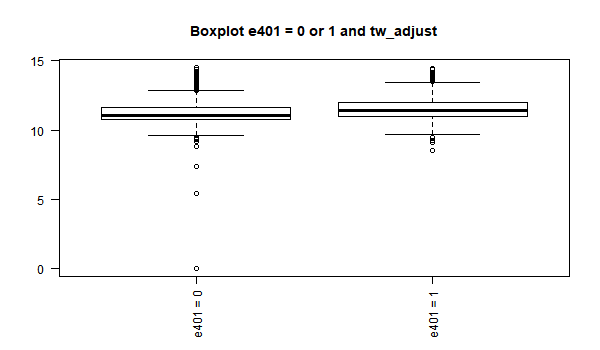 Boxplot e401 = 0 or 1 and tw_adjust
15
10
5
0
e401 = 0
e401 = 1